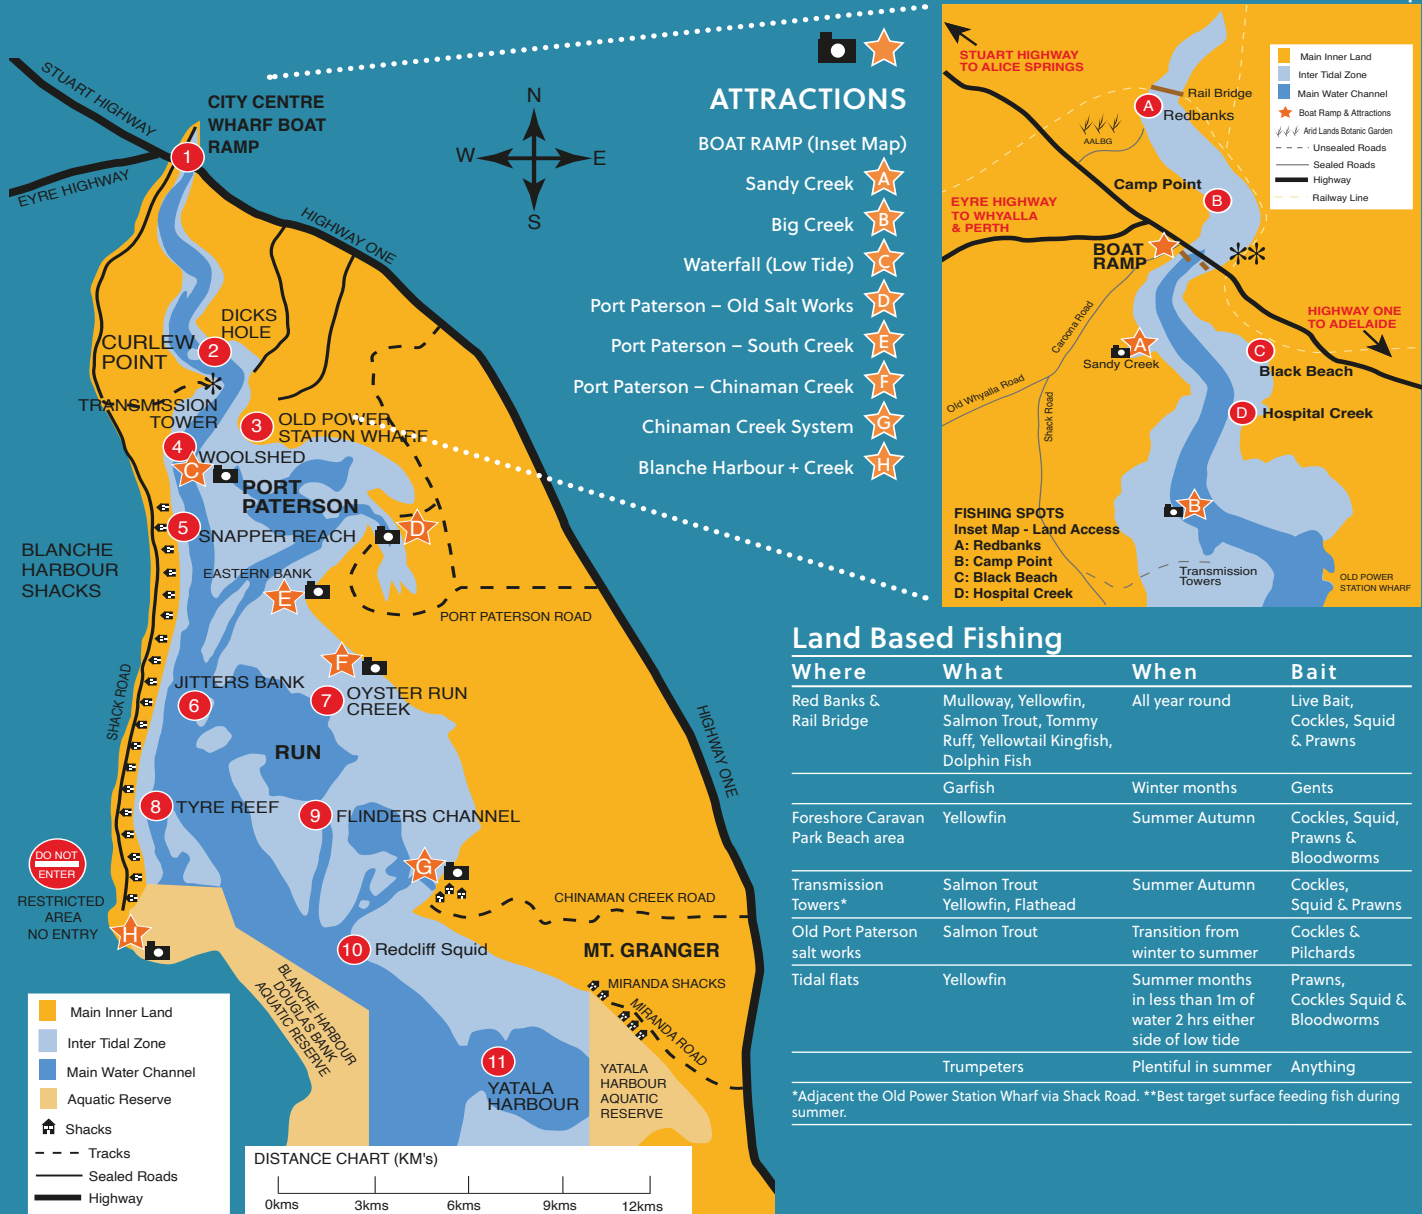 STUART HIGHWAY
EYRE HIGHWAY
CITY CENTRE
WHARF BOAT
RAMP
1
HIGHWAY ONE
N
W
E
S
DICKS
HOLE
CURLEW
POINT
2
TRANSMISSION
TOWER
3
OLD POWER
STATION WHARF
4
WOOLSHED
C
PORT
PATERSON
D
5
SNAPPER REACH
BLANCHE
HARBOUR
SHACKS
EASTERN BANK
E
PORT PATERSON ROAD
F
SHACK ROAD
JITTERS BANK
6
7
OYSTER RUN
CREEK
RUN
HIGHWAY ONE
8
TYRE REEF
9
FLINDERS CHANNEL
DO NOT
ENTER
RESTRICTED
AREA
NO ENTRY
G
CHINAMAN CREEK ROAD
H
10
Redcliff Squid
MT. GRANGER
MIRANDA SHACKS
MIRANDA ROAD
BLANCHE HARBOUR
DOUGLAS BANK
AQUATIC RESERVE
11
YATALA
HARBOUR
YATALA
HARBOUR
AQUATIC
RESERVE
Main Inner Land
Inter Tidal Zone
Main Water Channel
Aquatic Reserve
Shacks
Tracks
Sealed Roads
Highway
DISTANCE CHART (KM's)
0kms 3kms 6kms 9kms 12kms
ATTRACTIONS
BOAT RAMP (Inset Map)
Sandy Creek A
Big Creek B
Waterfall (Low Tide) C
Port Paterson – Old Salt Works D
Port Paterson – South Creek E
Port Paterson – Chinaman Creek F
Chinaman Creek System G
Blanche Harbour + Creek H
STUART HIGHWAY
TO ALICE SPRINGS
Rail Bridge
A
Redbanks
AALBG
Camp Point
B
EYRE HIGHWAY
TO WHYALLA
& PERTH
BOAT
RAMP
**
HIGHWAY ONE
TO ADELAIDE
Caroona Road
A
Sandy Creek
C
Black Beach
Old Whyalla Road
Shack Road
D
Hospital Creek
B
FISHING SPOTS
Inset Map - Land Access
A: Redbanks
B: Camp Point
C: Black Beach
D: Hospital Creek
Transmission
Towers
OLD POWER
STATION WHARF
Main Inner Land
Inter Tidal Zone
Main Water Channel
Boat Ramp & Attractions
Arid Lands Botanic Garden
Unsealed Roads
Sealed Roads
Highway
Railway Line
Land Based Fishing
Where What When Bait
Red Banks & Mulloway, Yellowfin, All year round Live Bait,
Rail Bridge Salmon Trout, Tommy Cockles, Squid
Ruff, Yellowtail Kingfish, & Prawns
Dolphin Fish
Garfish Winter months Gents
Foreshore Caravan Yellowfin Summer Autumn Cockles, Squid,
Park Beach area Prawns &
Bloodworms
Transmission Salmon Trout Summer Autumn Cockles,
Towers* Yellowfin, Flathead Squid & Prawns
Old Port Paterson Salmon Trout Transition from Cockles &
salt works winter to summer Pilchards
Tidal flats Yellowfin Summer months Prawns,
in less than 1m of Cockles Squid &
water 2 hrs either Bloodworms
side of low tide
Trumpeters Plentiful in summer Anything
*Adjacent the Old Power Station Wharf via Shack Road. **Best target surface feeding fish during
summer.